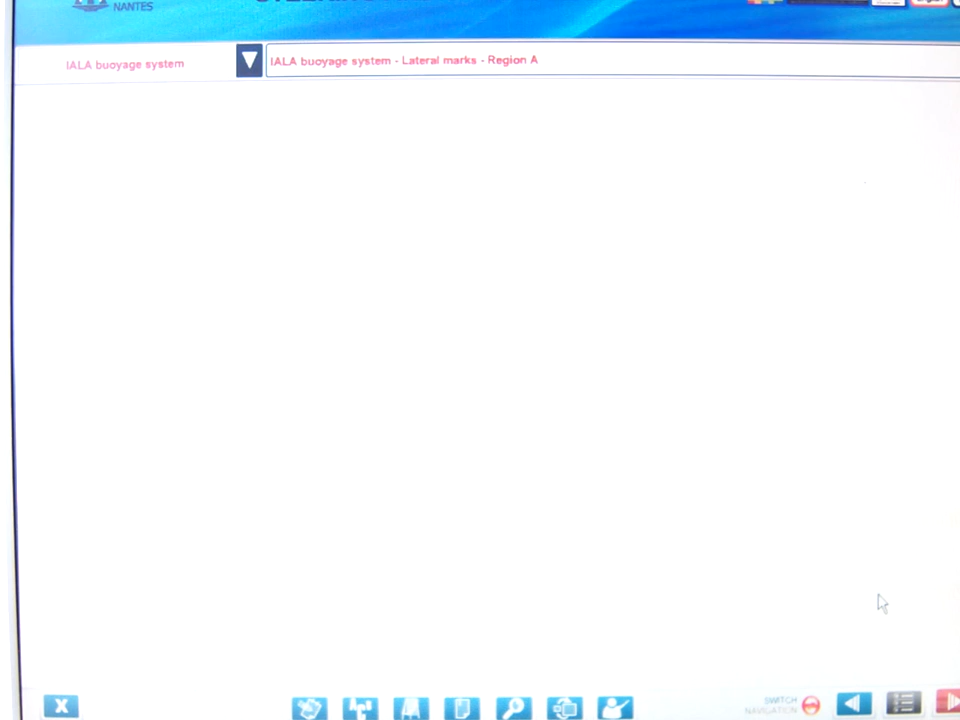 NANTES
IALA buoyage system
IALA buoyage system - Lateral marks - Region A
X
SWITCH
NAVIGATION